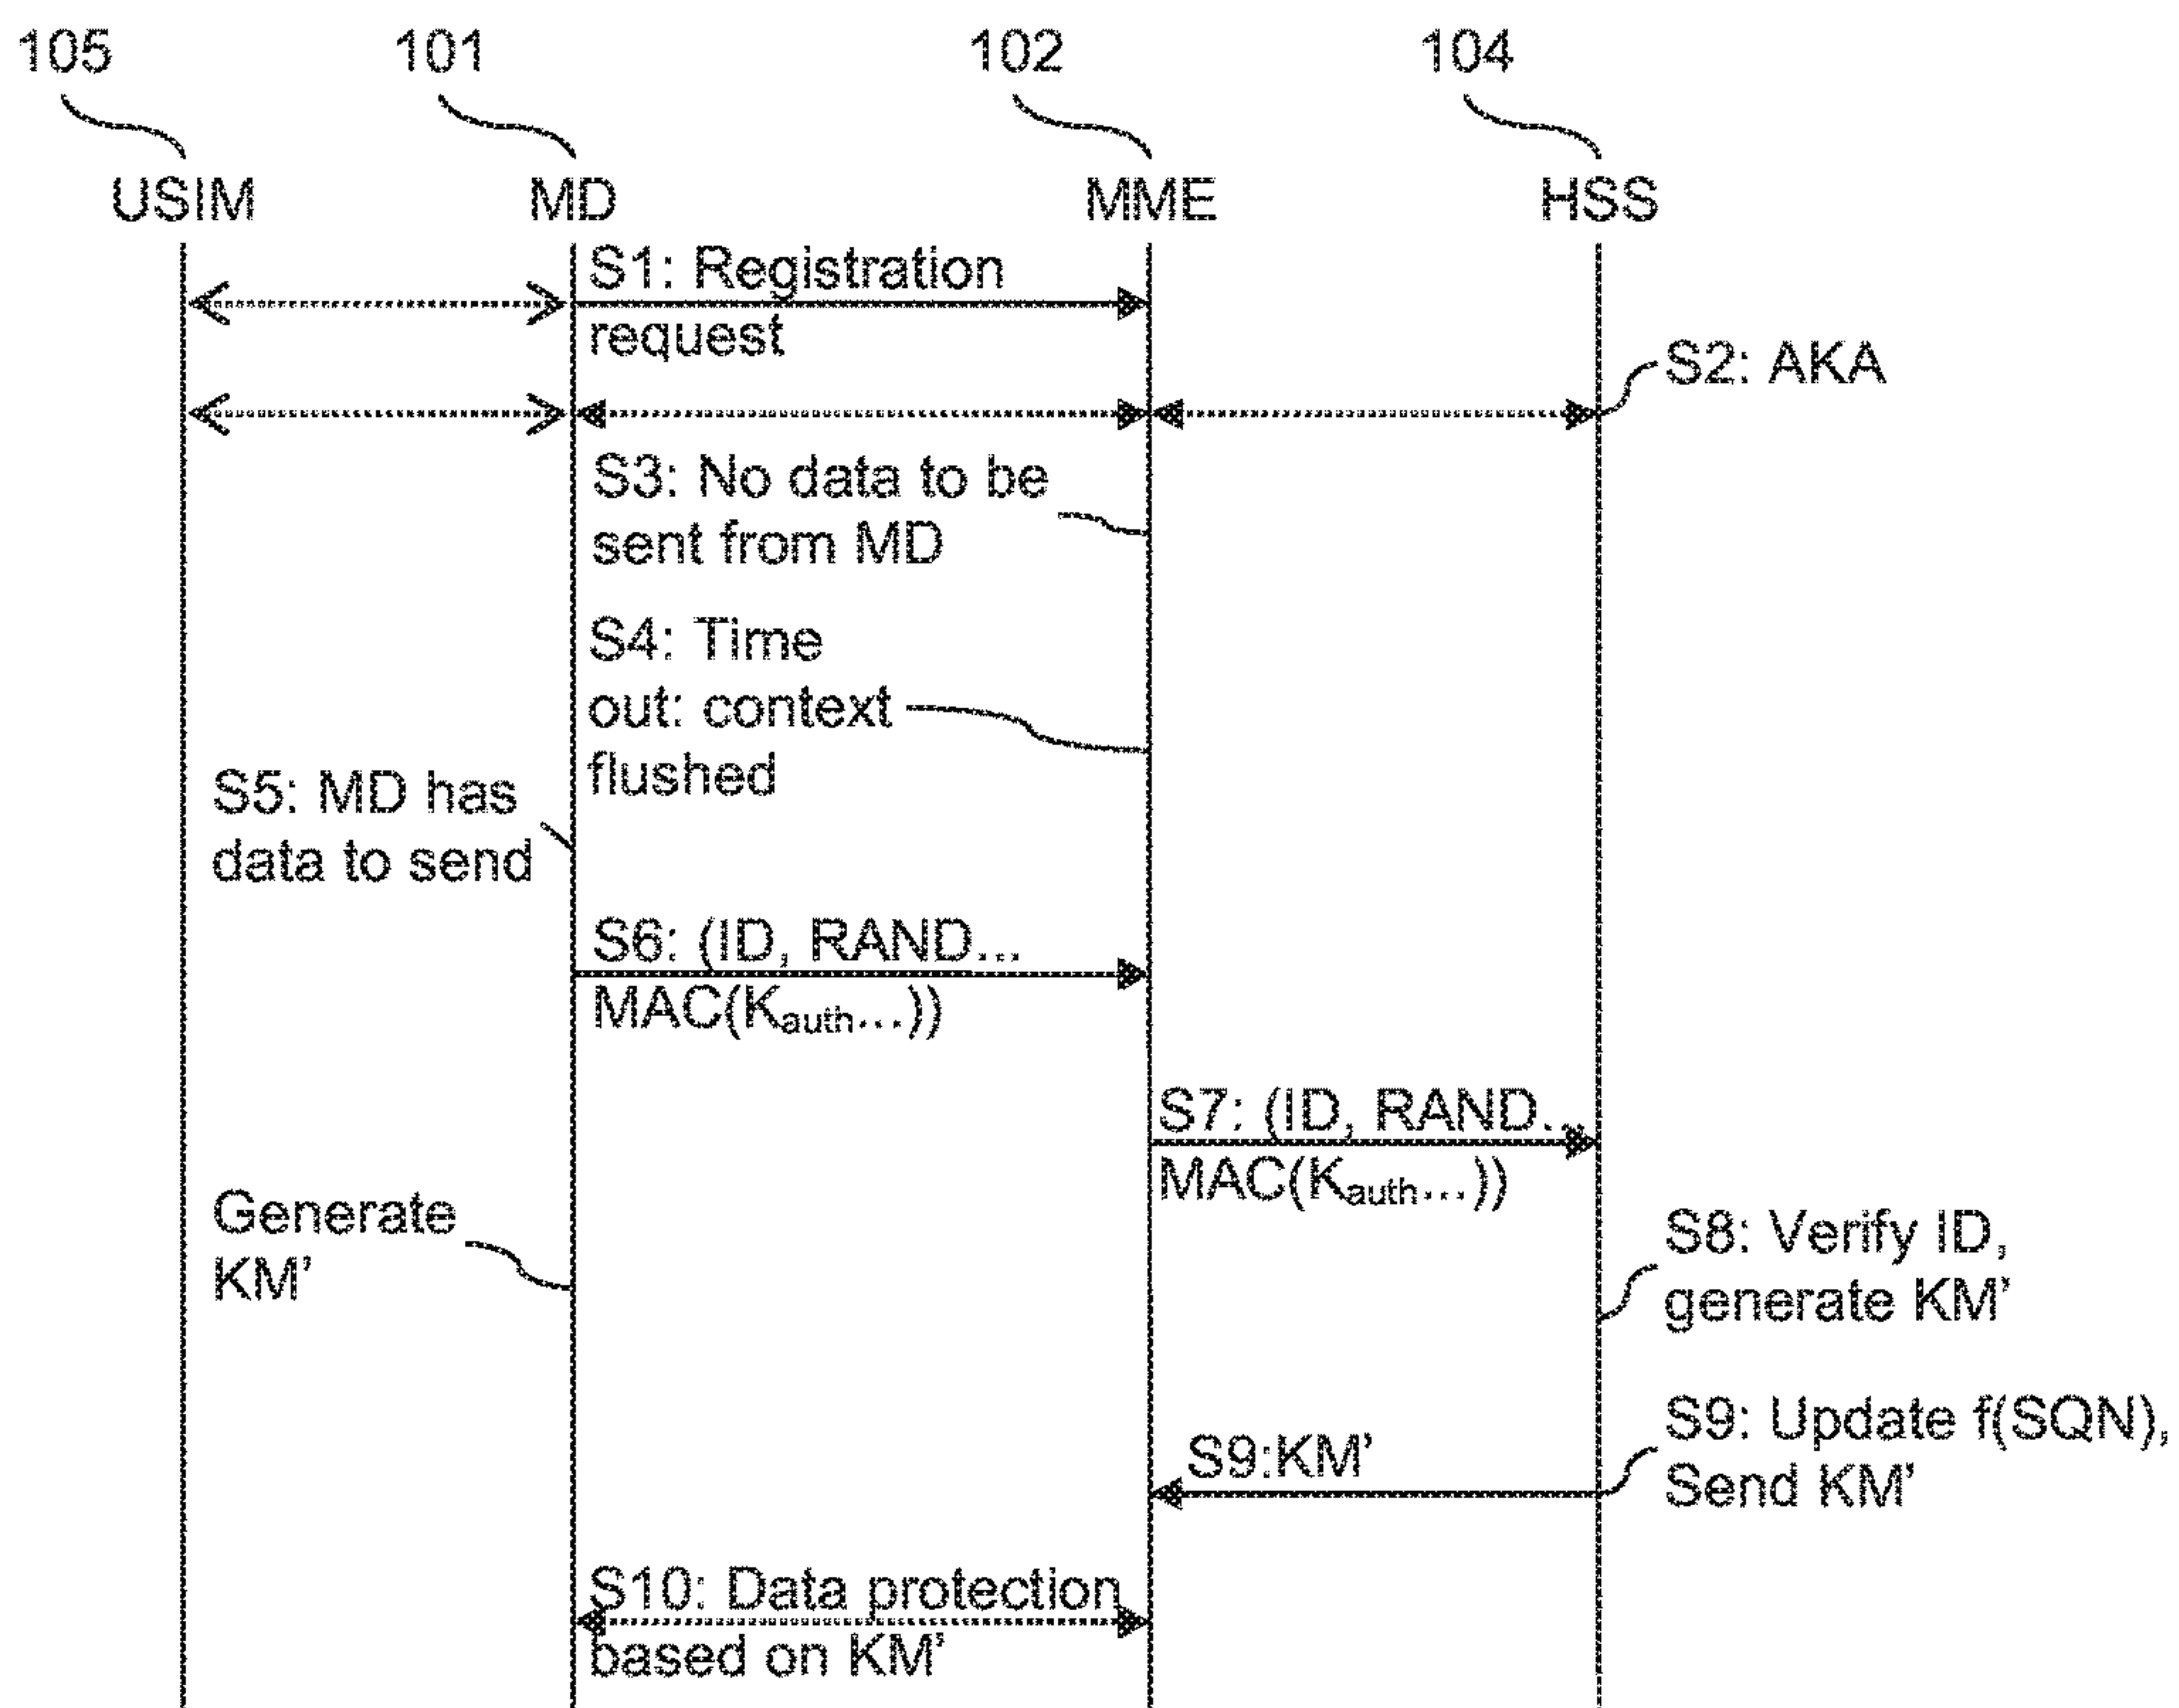 105
101
102
104
USIM
MD
MME
HSS
S1: Registration
request
S2: AKA
S3: No data to be
sent from MD
S4: Time
out: context
flushed
S5: MD has
data to send
S6: (ID, RAND...
MAC(Kauth...))
S7: (ID, RAND...
MAC(Kauth...))
Generate
KM'
S8: Verify ID,
generate KM'
S9: Update f(SQN),
Send KM'
S9:KM'
S10: Data protection
based on KM'